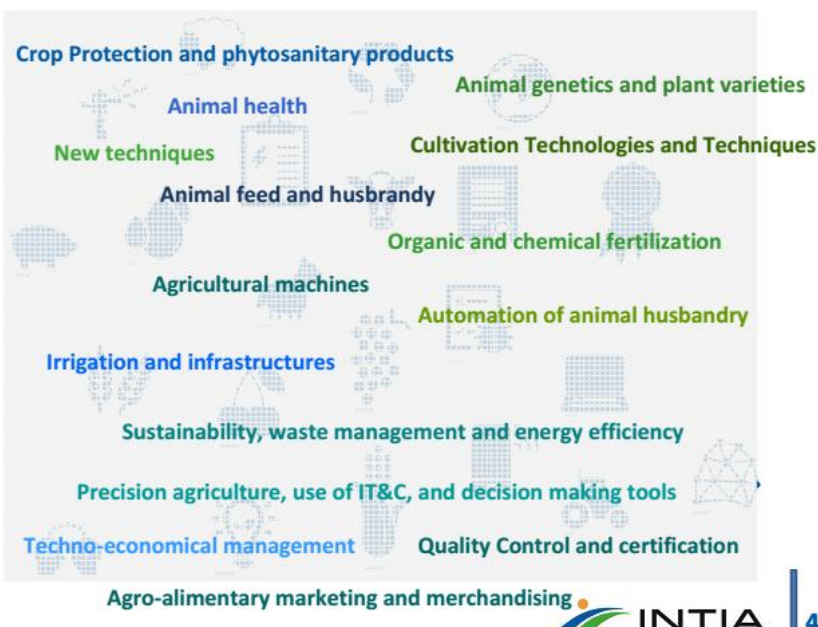 Crop Protection and phytosanitary products
Animal genetics and plant varieties
Animal health
Cultivation Technologies and Techniques
New techniques
Animal feed and husbrandy
Organic and chemical fertilization
Agricultural machines
Automation of animal husbandry
Irrigation and infrastructures
Sustainability, waste management and energy efficiency
Precision agriculture, use of IT&C, and decision making tools
Techno-economical management
Quality Control and certification
Agro-alimentary marketing and merchandising
INTIA
4